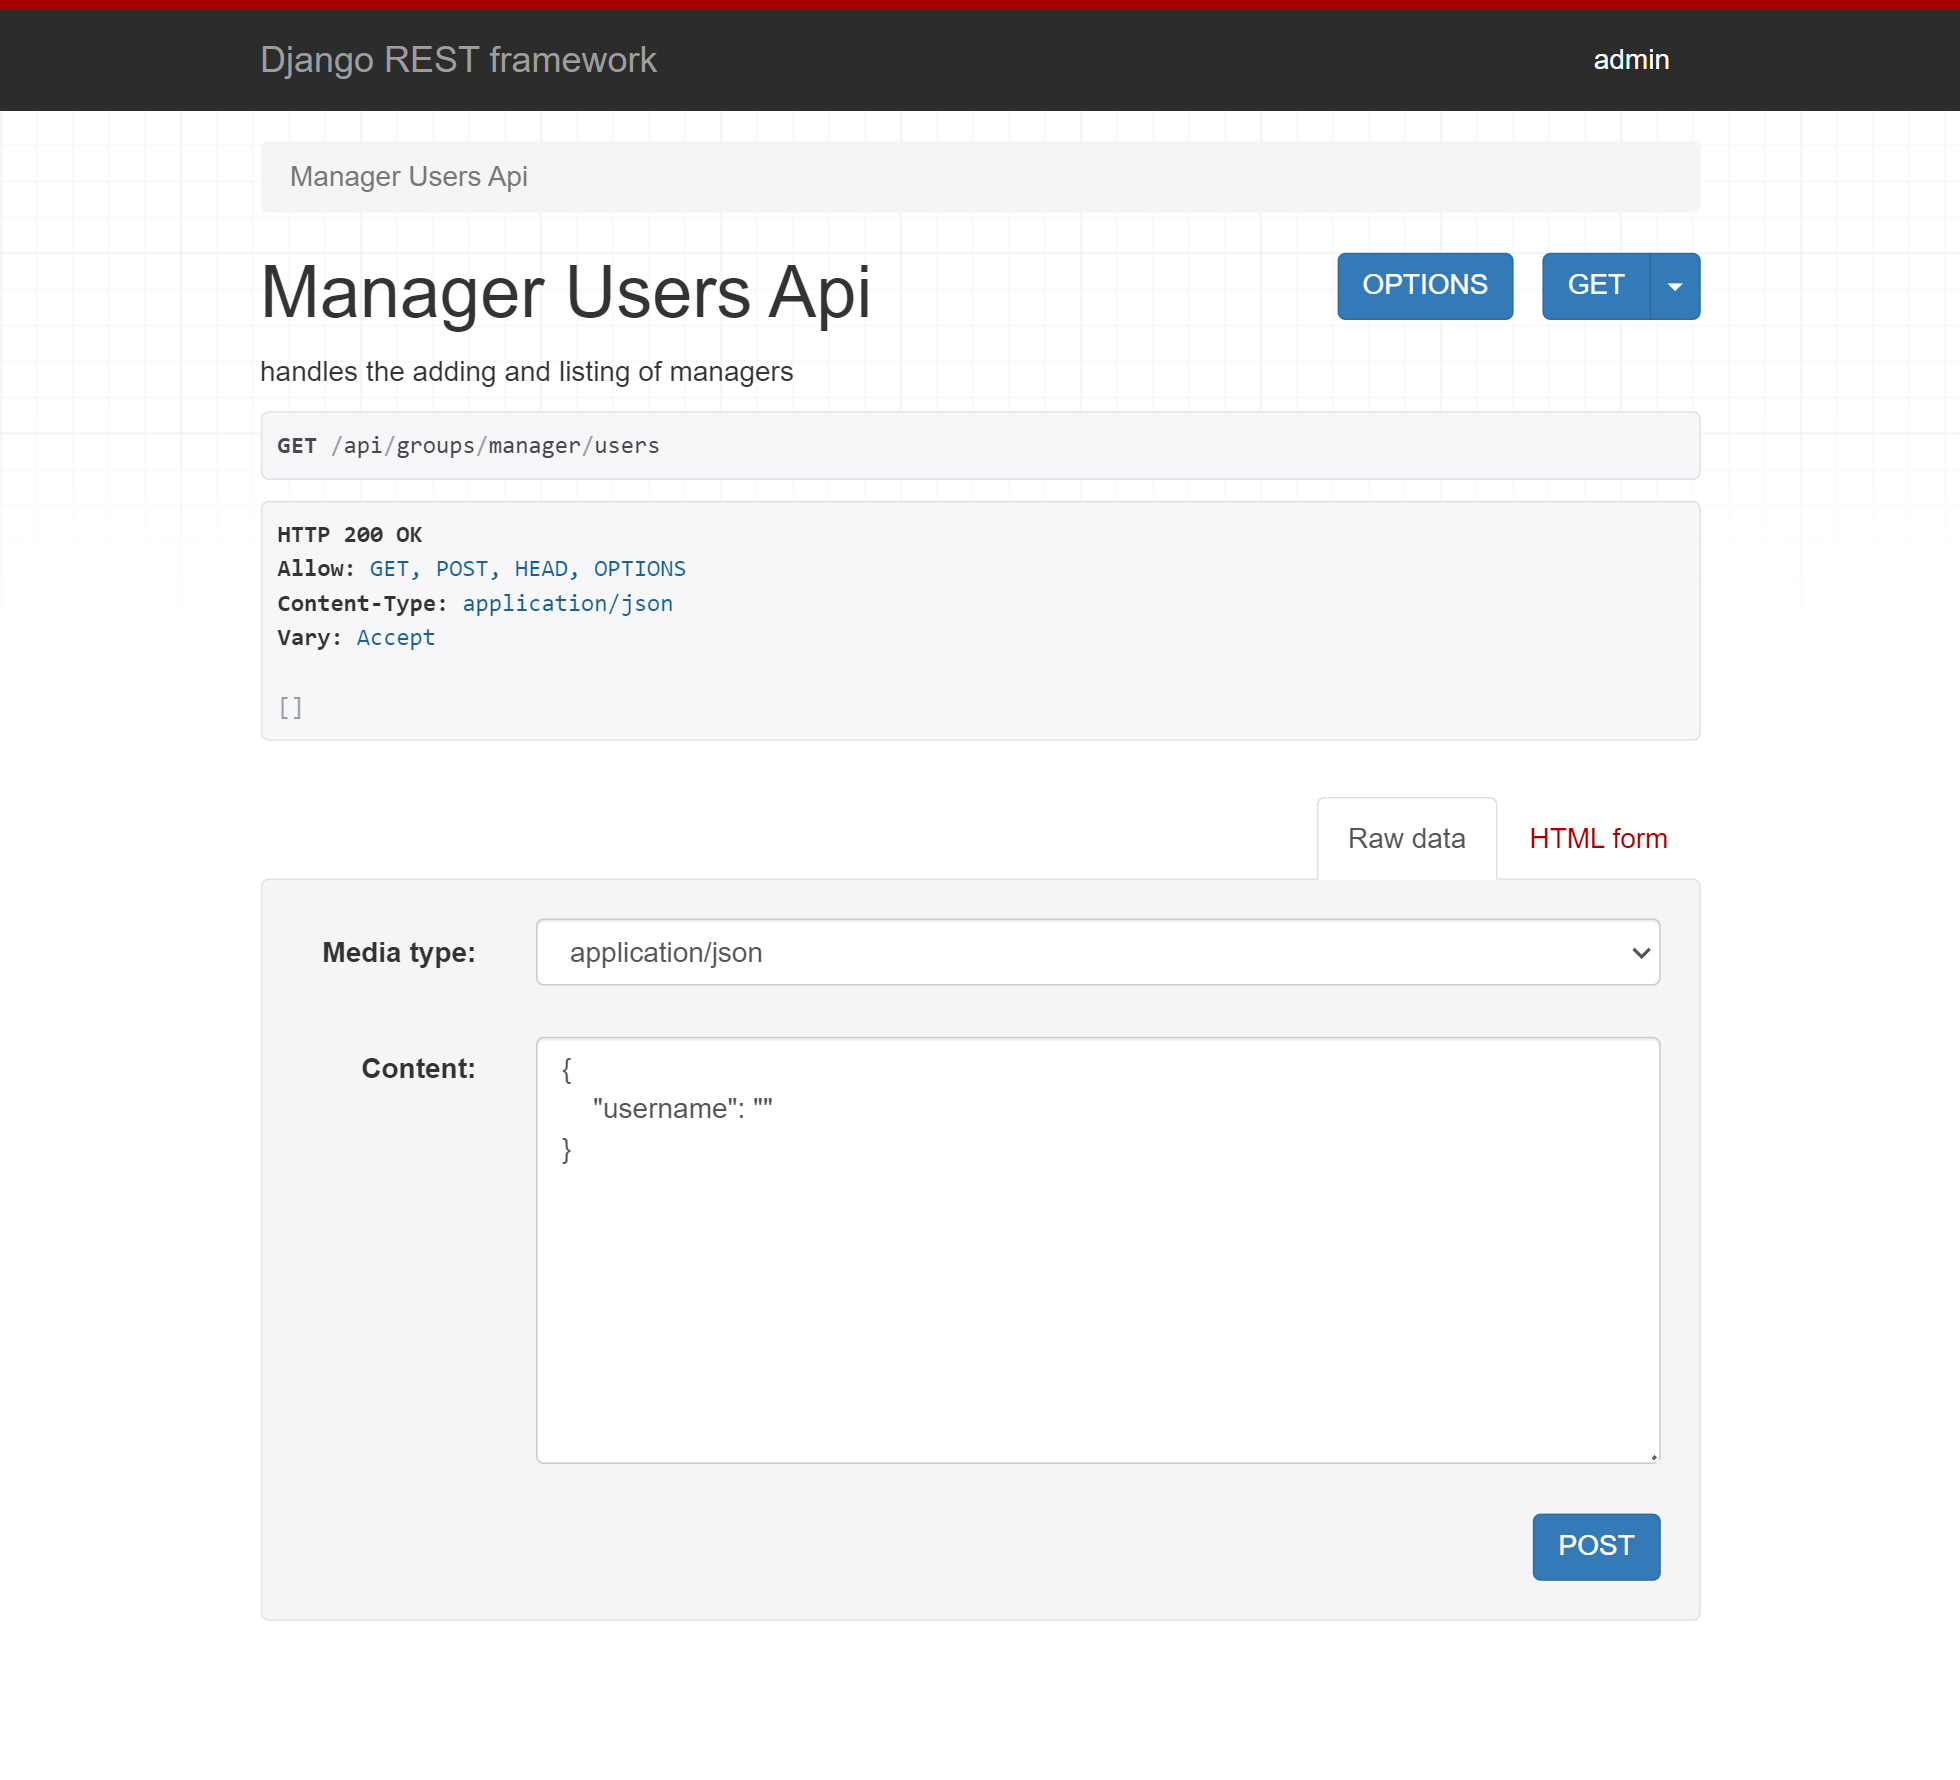 Django REST framework
admin
Manager Users Api
Manager Users Api
OPTIONS
GET
handles the adding and listing of managers
GET /api/groups/manager/users
HTTP 200 OK
Allow: GET, POST, HEAD, OPTIONS
Content-Type: application/json
Vary: Accept
[]
Raw data
HTML form
Media type:
application/json
Content:
{
    "username": ""
}
POST